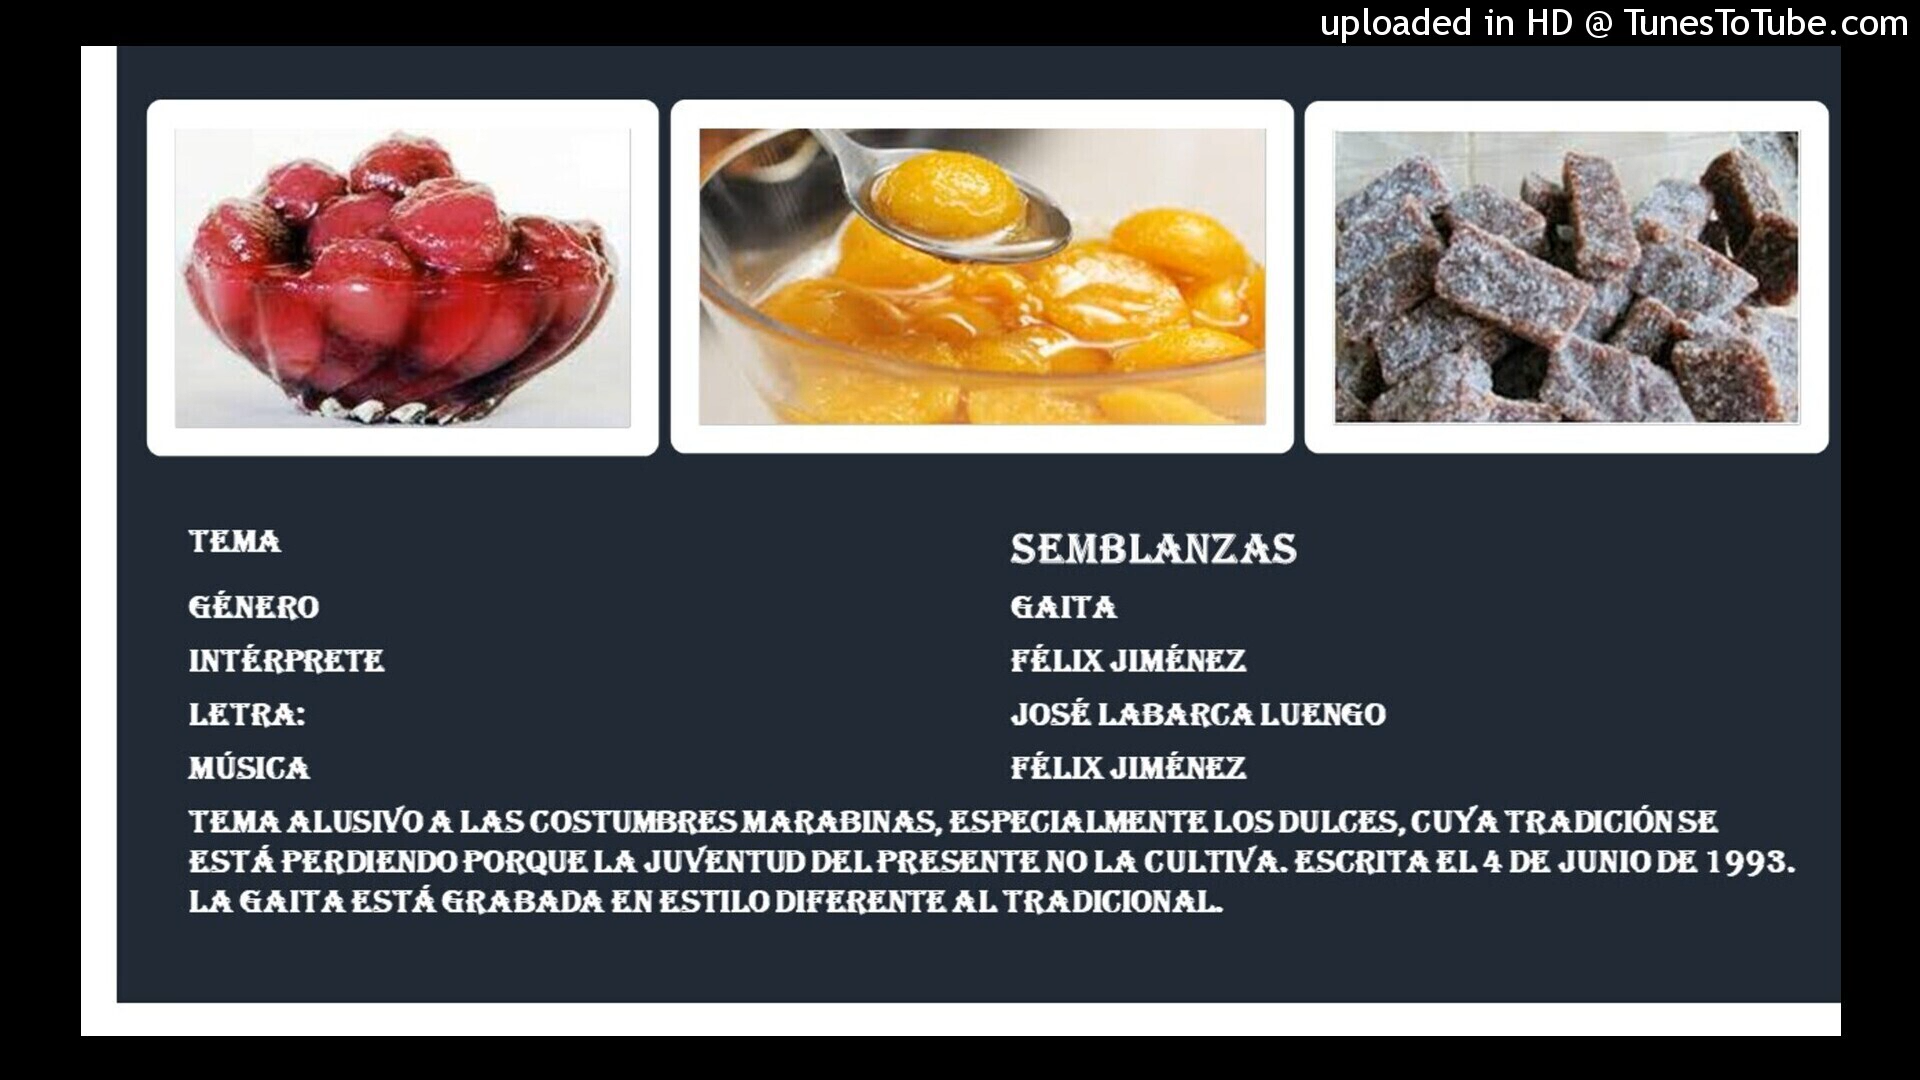 uploaded in HD @ TunesToTube.com
TEMA SEMBLANZAS
GÉNERO GAITA
INTÉRPRETE FÉLIX JIMÉNEZ
LETRA: JOSÉ LABARCA LUENGO
MÚSICA FÉLIX JIMÉNEZ
TEMA ALUSIVO A LAS COSTUMBRES MARABINAS, ESPECIALMENTE LOS DULCES, CUYA TRADICIÓN SE
ESTÁ PERDIENDO PORQUE LA JUVENTUD DEL PRESENTE NO LA CULTIVA. ESCRITA EL 4 DE JUNIO DE 1993.
LA GAITA ESTÁ GRABADA EN ESTILO DIFERENTE AL TRADICIONAL.